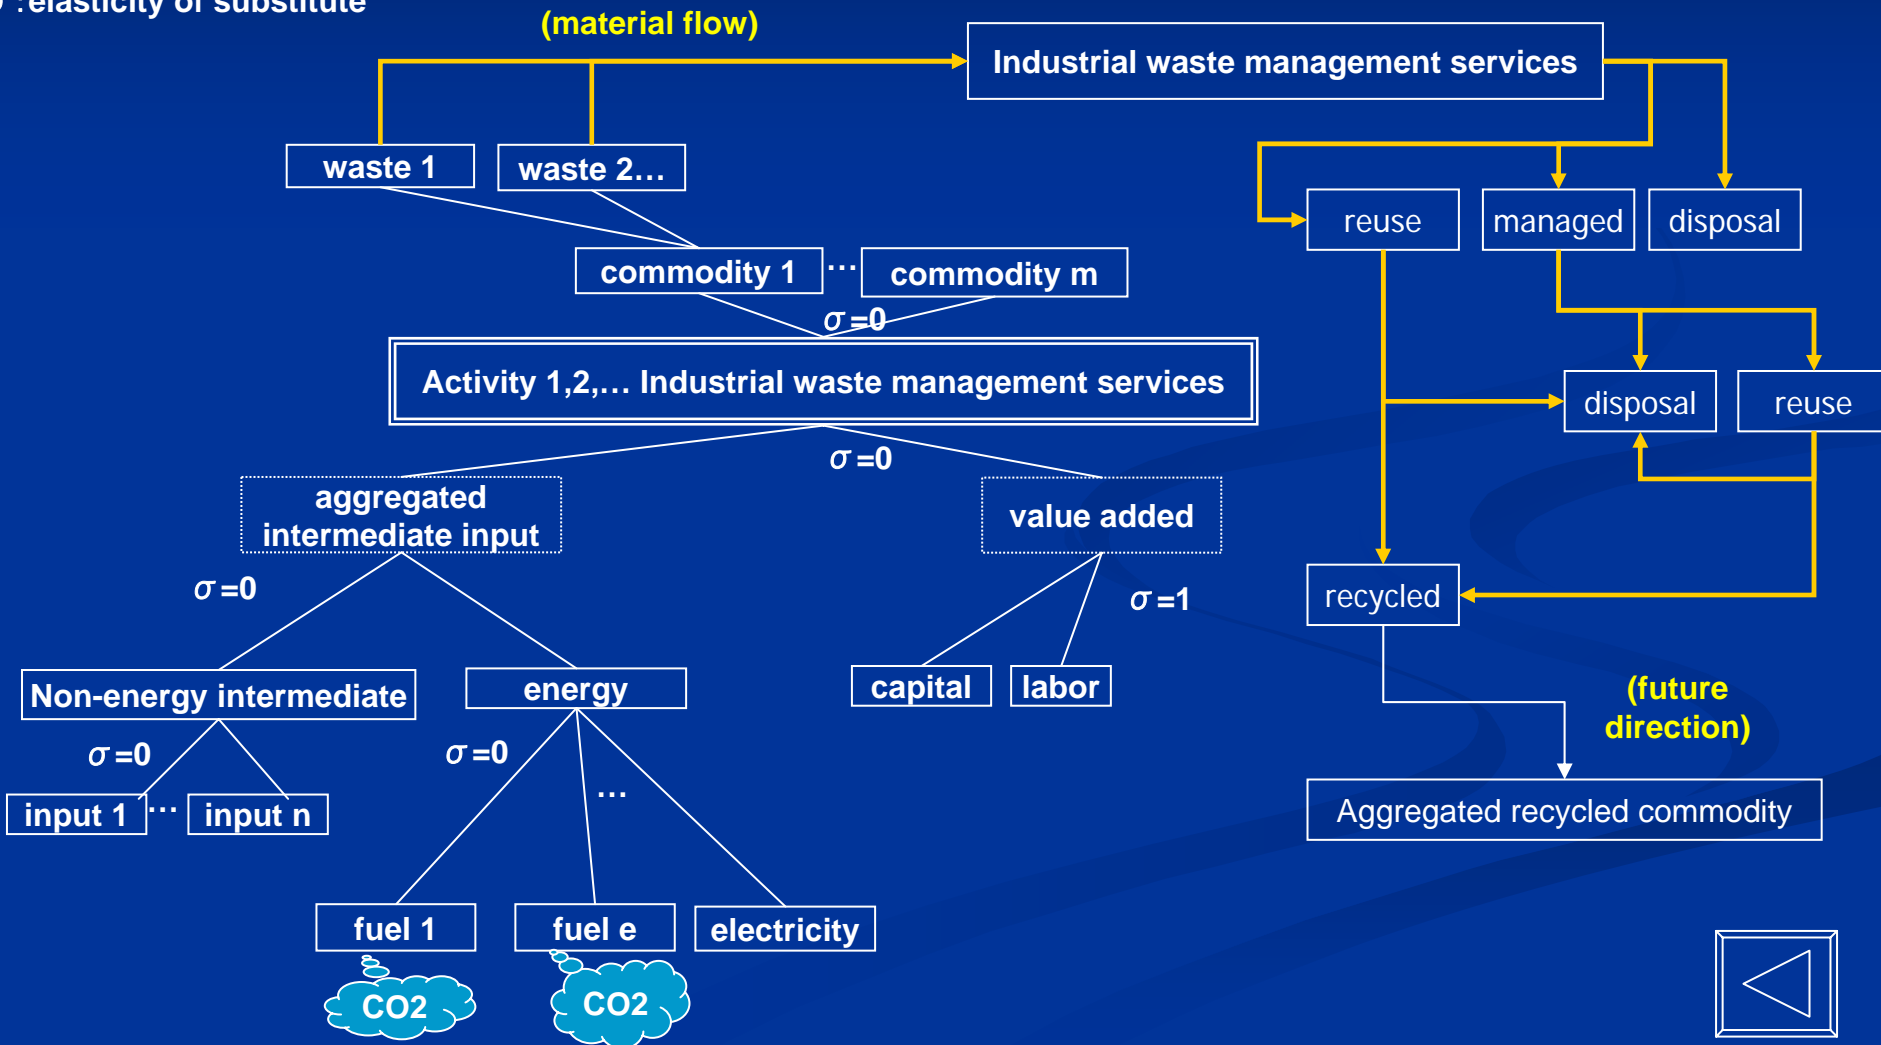 :elasticity of substitute
(material flow)
Industrial waste management services
waste 1
waste 2…
reuse
managed
disposal
commodity 1
…
commodity m
σ=0
Activity 1,2,… Industrial waste management services
disposal
reuse
σ=0
aggregated
intermediate input
value added
σ=0
σ=1
recycled
Non-energy intermediate
energy
capital
labor
(future
direction)
σ=0
σ=0
input 1
…
input n
…
Aggregated recycled commodity
fuel 1
fuel e
electricity
CO2
CO2